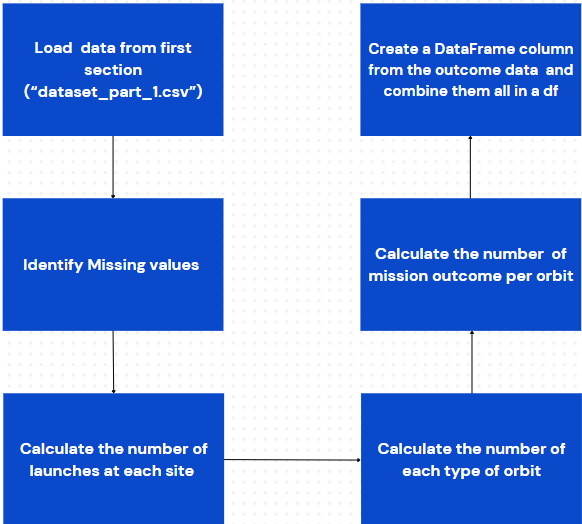 Load data from first
section
(“dataset_part_1.csv”)
Identify Missing values
Calculate the number of
launches at each site
Calculate the number of
each type of orbit
Calculate the number of
mission outcome per orbit
Create a DataFrame column
from the outcome data and
combine them all in a df